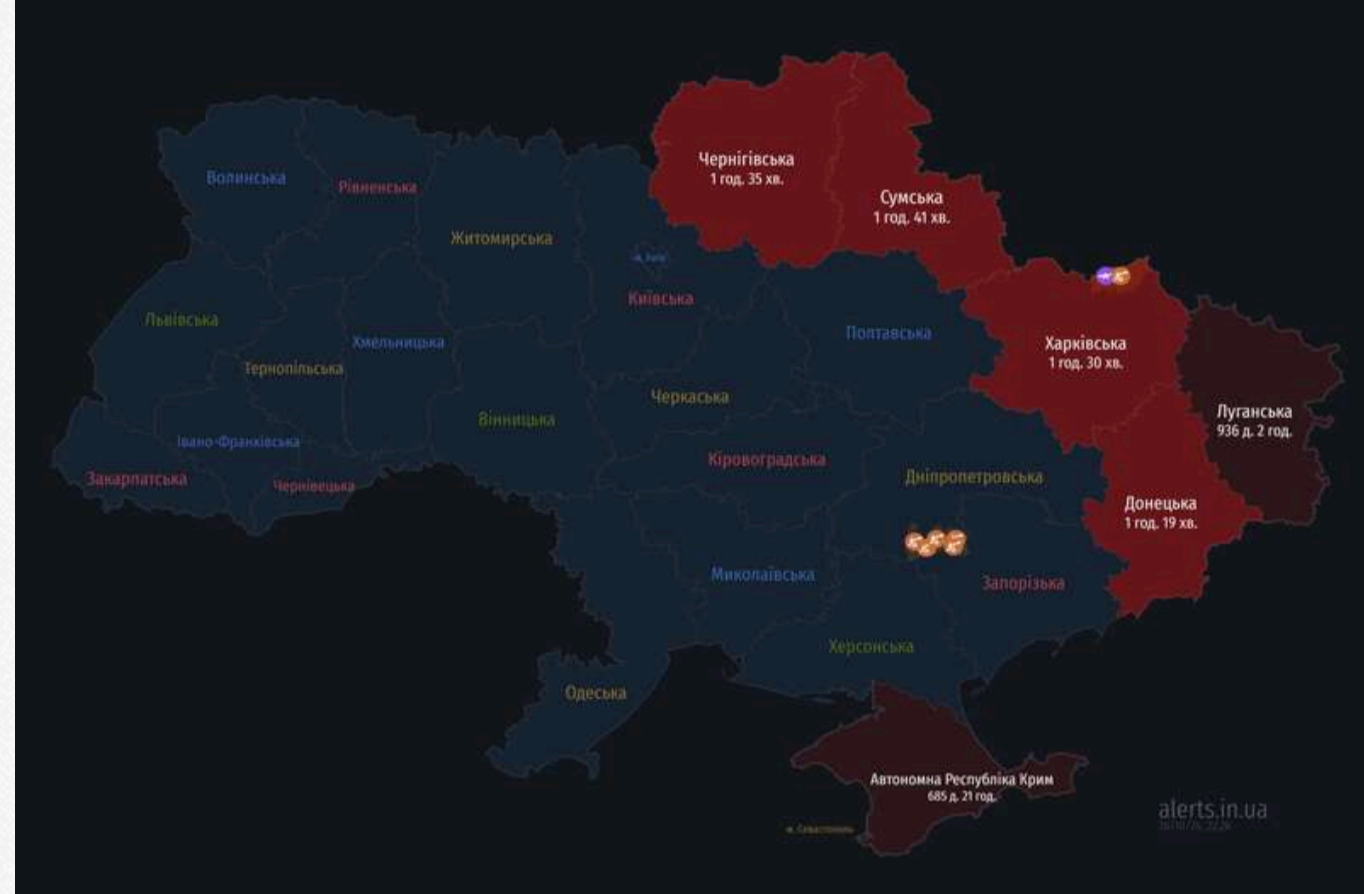 Чернігівська
1 год. 35 хв.
Сумська
1 год. 41 хв.
Волинська
Рівненська
Житомирська
м. Київ
Київська
Львівська
Полтавська
Хмельницька
Харківська
1 год. 30 хв.
Тернопільська
Черкаська
Луганська
936 д. 2 год.
Вінницька
Івано-Франківська
Кіровоградська
Закарпатська
Чернівецька
Дніпропетровська
Донецька
1 год. 19 хв.
Миколаївська
Запорізька
Херсонська
Одеська
Автономна Республіка Крим
685 д. 21 год.
м. Севастополь
alerts.in.ua